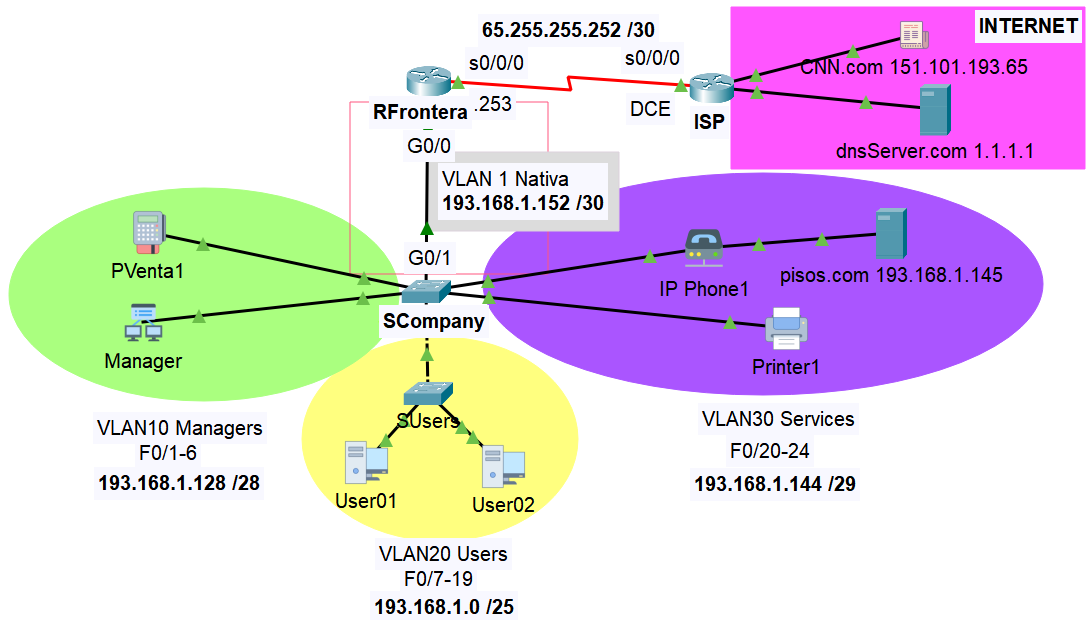 65.255.255.252 /30
INTERNET
s0/0/0
s0/0/0
CNN.com 151.101.193.65
RFrontera
.253
DCE
ISP
dnsServer.com 1.1.1.1
G0/0
VLAN 1 Nativa
193.168.1.152 /30
G0/1
PVenta1
Manager
SCompany
IP Phone1
pisos.com 193.168.1.145
Printer1
SUsers
User01
User02
VLAN10 Managers
F0/1-6
193.168.1.128 /28
VLAN30 Services
F0/20-24
193.168.1.144 /29
VLAN20 Users
F0/7-19
193.168.1.0 /25